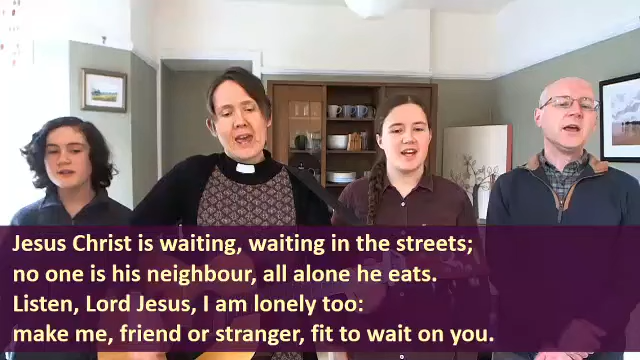 Jesus Christ is waiting, waiting in the streets;
no one is his neighbour, all alone he eats.
Listen, Lord Jesus, I am lonely too:
make me, friend or stranger, fit to wait on you.